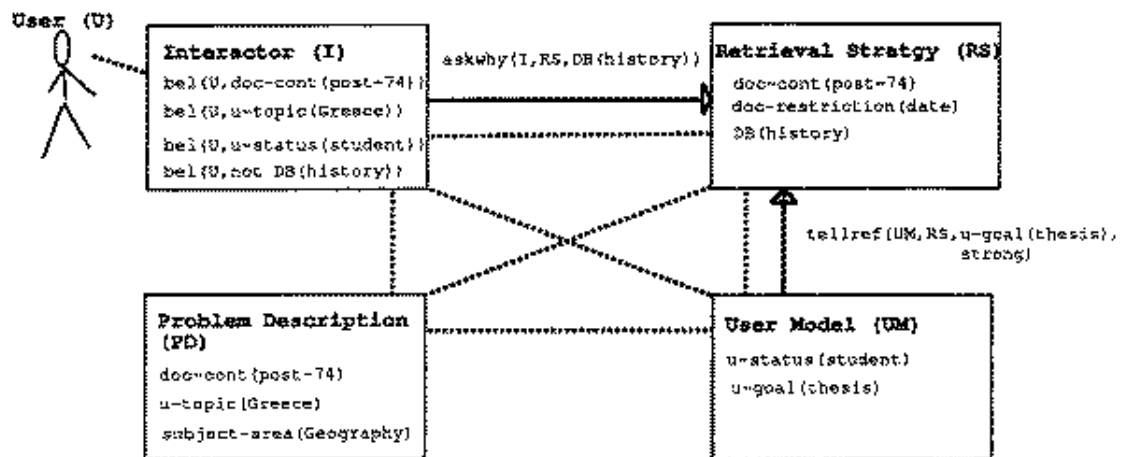 User (U)
Interactor (I)
bel(U,doc-cont(post-74))
bel(U,u-topic(Greece))
bel(U,u-status(student))
bel(U,not DB(history))
askwhy(I,RS,DB(history))
Retrieval Stratgy (RS)
doc-cont(post-74)
doc-restriction(date)
DB(history)
tellref(UM,RS,u-goal(thesis),
strong)
Problem Description
(PD)
doc-cont(post-74)
u-topic(Greece)
subject-area(Geography)
User Model (UM)
u-status(student)
u-goal(thesis)